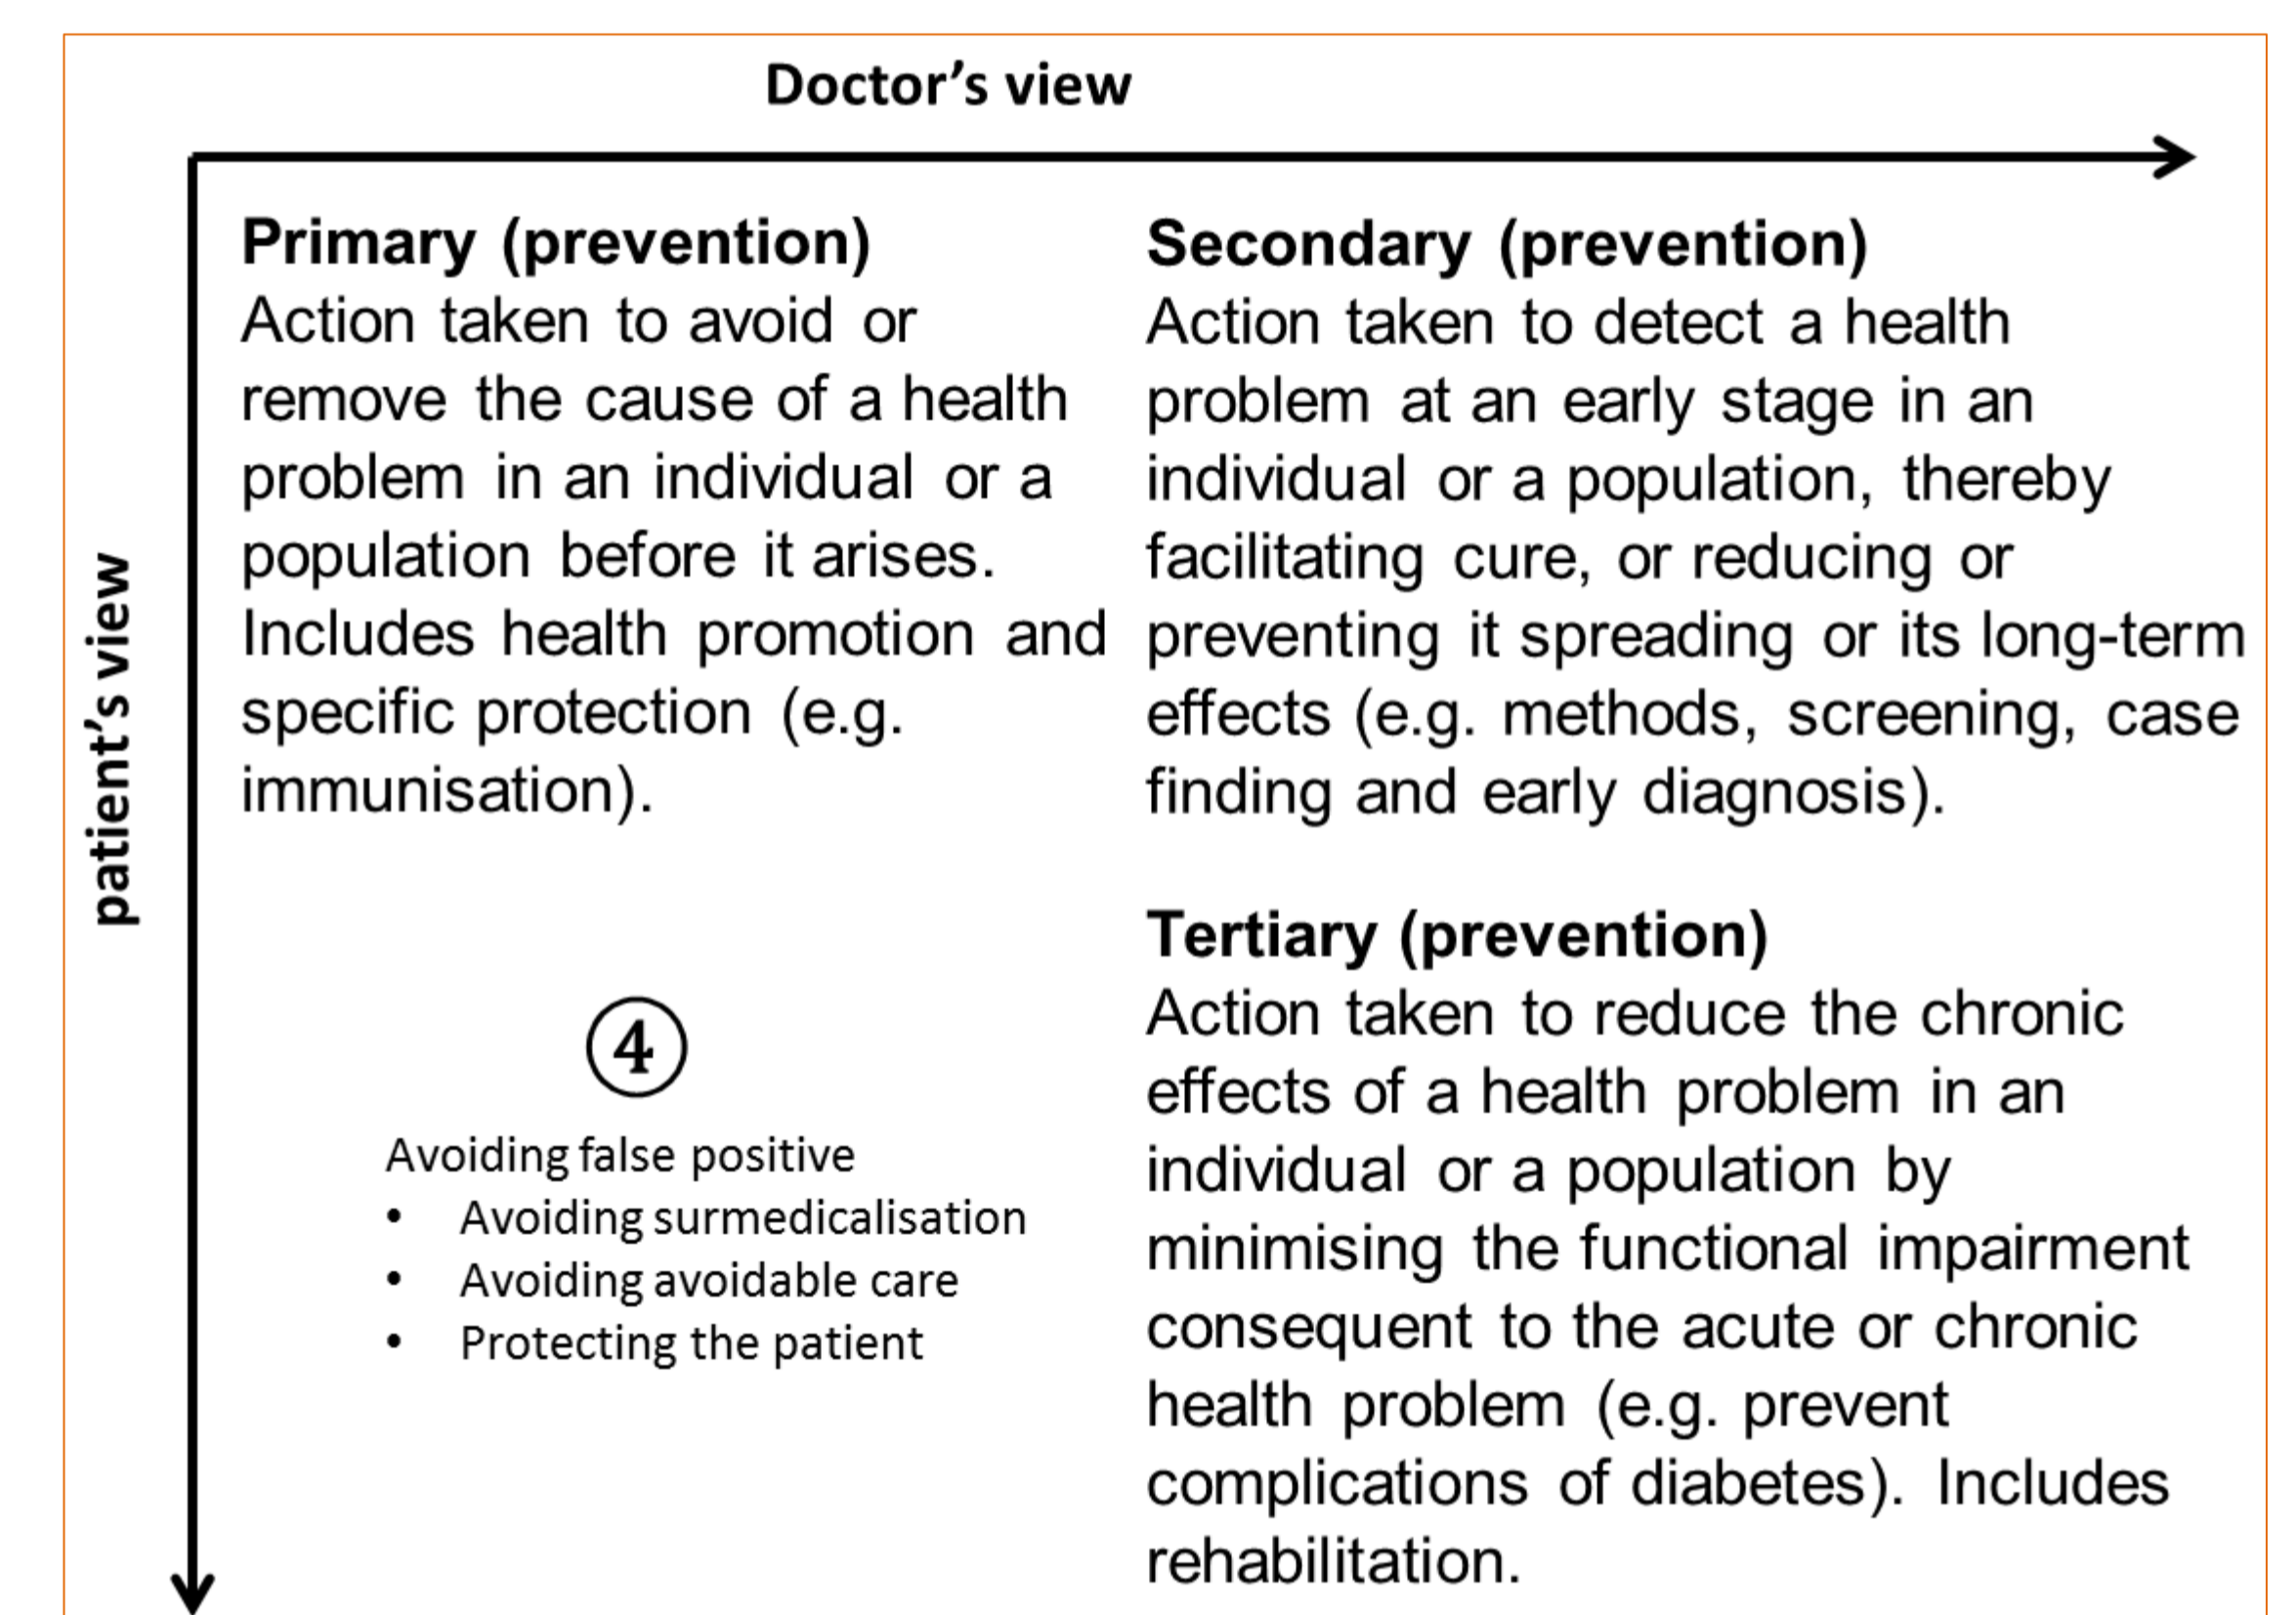 Doctor’s view
patient’s view
Primary (prevention)
Action taken to avoid or
remove the cause of a health
problem in an individual or a
population before it arises.
Includes health promotion and
specific protection (e.g.
immunisation).
Secondary (prevention)
Action taken to detect a health
problem at an early stage in an
individual or a population, thereby
facilitating cure, or reducing or
preventing it spreading or its long-term
effects (e.g. methods, screening, case
finding and early diagnosis).
④
Avoiding false positive
• Avoiding surmedicalisation
• Avoiding avoidable care
• Protecting the patient
Tertiary (prevention)
Action taken to reduce the chronic
effects of a health problem in an
individual or a population by
minimising the functional impairment
consequent to the acute or chronic
health problem (e.g. prevent
complications of diabetes). Includes
rehabilitation.